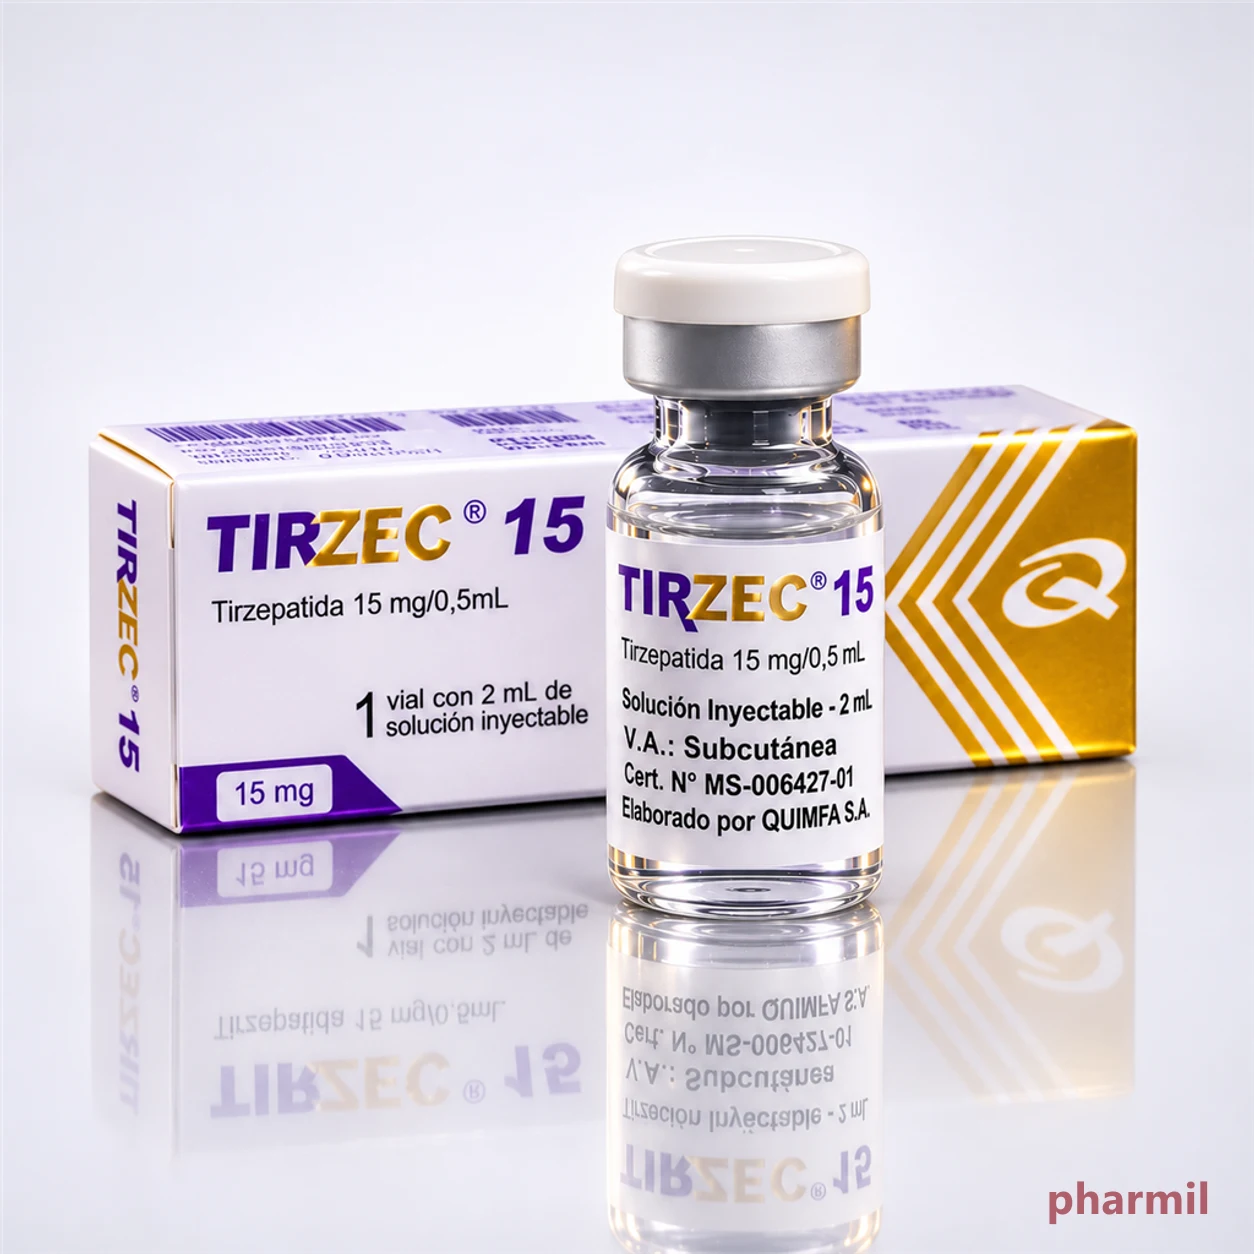 TIRZEC® 15
TIRZEC® 15
Tirzepatida 15 mg/0,5mL
1 vial con 2 mL de
solución inyectable
15 mg
TIRZEC® 15
Tirzepatida 15 mg/0,5 mL
Solución Inyectable - 2 mL
V.A.: Subcutánea
Cert. N° MS-006427-01
Elaborado por QUIMFA S.A.
pharmil